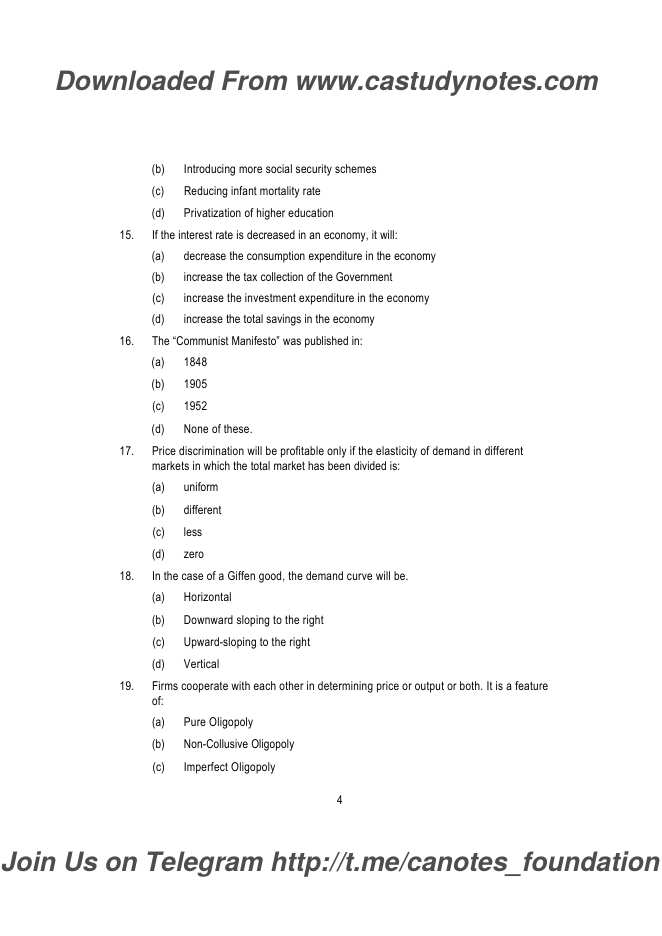 Downloaded From www.castudynotes.com
(b) Introducing more social security schemes
(c) Reducing infant mortality rate
(d) Privatization of higher education
15. If the interest rate is decreased in an economy, it will:
(a) decrease the consumption expenditure in the economy
(b) increase the tax collection of the Government
(c) increase the investment expenditure in the economy
(d) increase the total savings in the economy
16. The “Communist Manifesto” was published in:
(a) 1848
(b) 1905
(c) 1952
(d) None of these.
17. Price discrimination will be profitable only if the elasticity of demand in different
markets in which the total market has been divided is:
(a) uniform
(b) different
(c) less
(d) zero
18. In the case of a Giffen good, the demand curve will be.
(a) Horizontal
(b) Downward sloping to the right
(c) Upward-sloping to the right
(d) Vertical
19. Firms cooperate with each other in determining price or output or both. It is a feature
of:
(a) Pure Oligopoly
(b) Non-Collusive Oligopoly
(c) Imperfect Oligopoly
4
Join Us on Telegram http://t.me/canotes_foundation